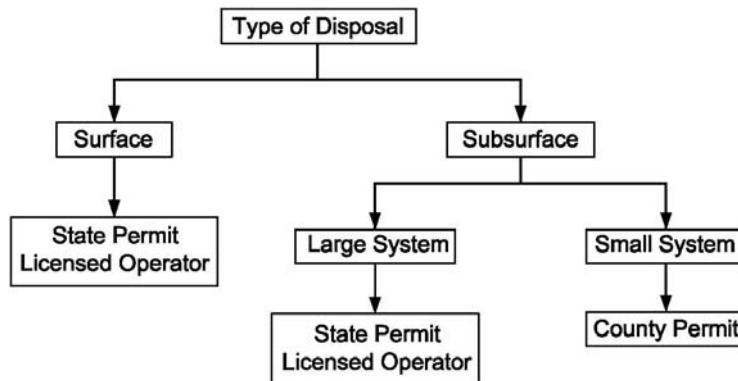 Type of Disposal
Surface
Subsurface
State Permit
Licensed Operator
Large System
Small System
State Permit
Licensed Operator
County Permit